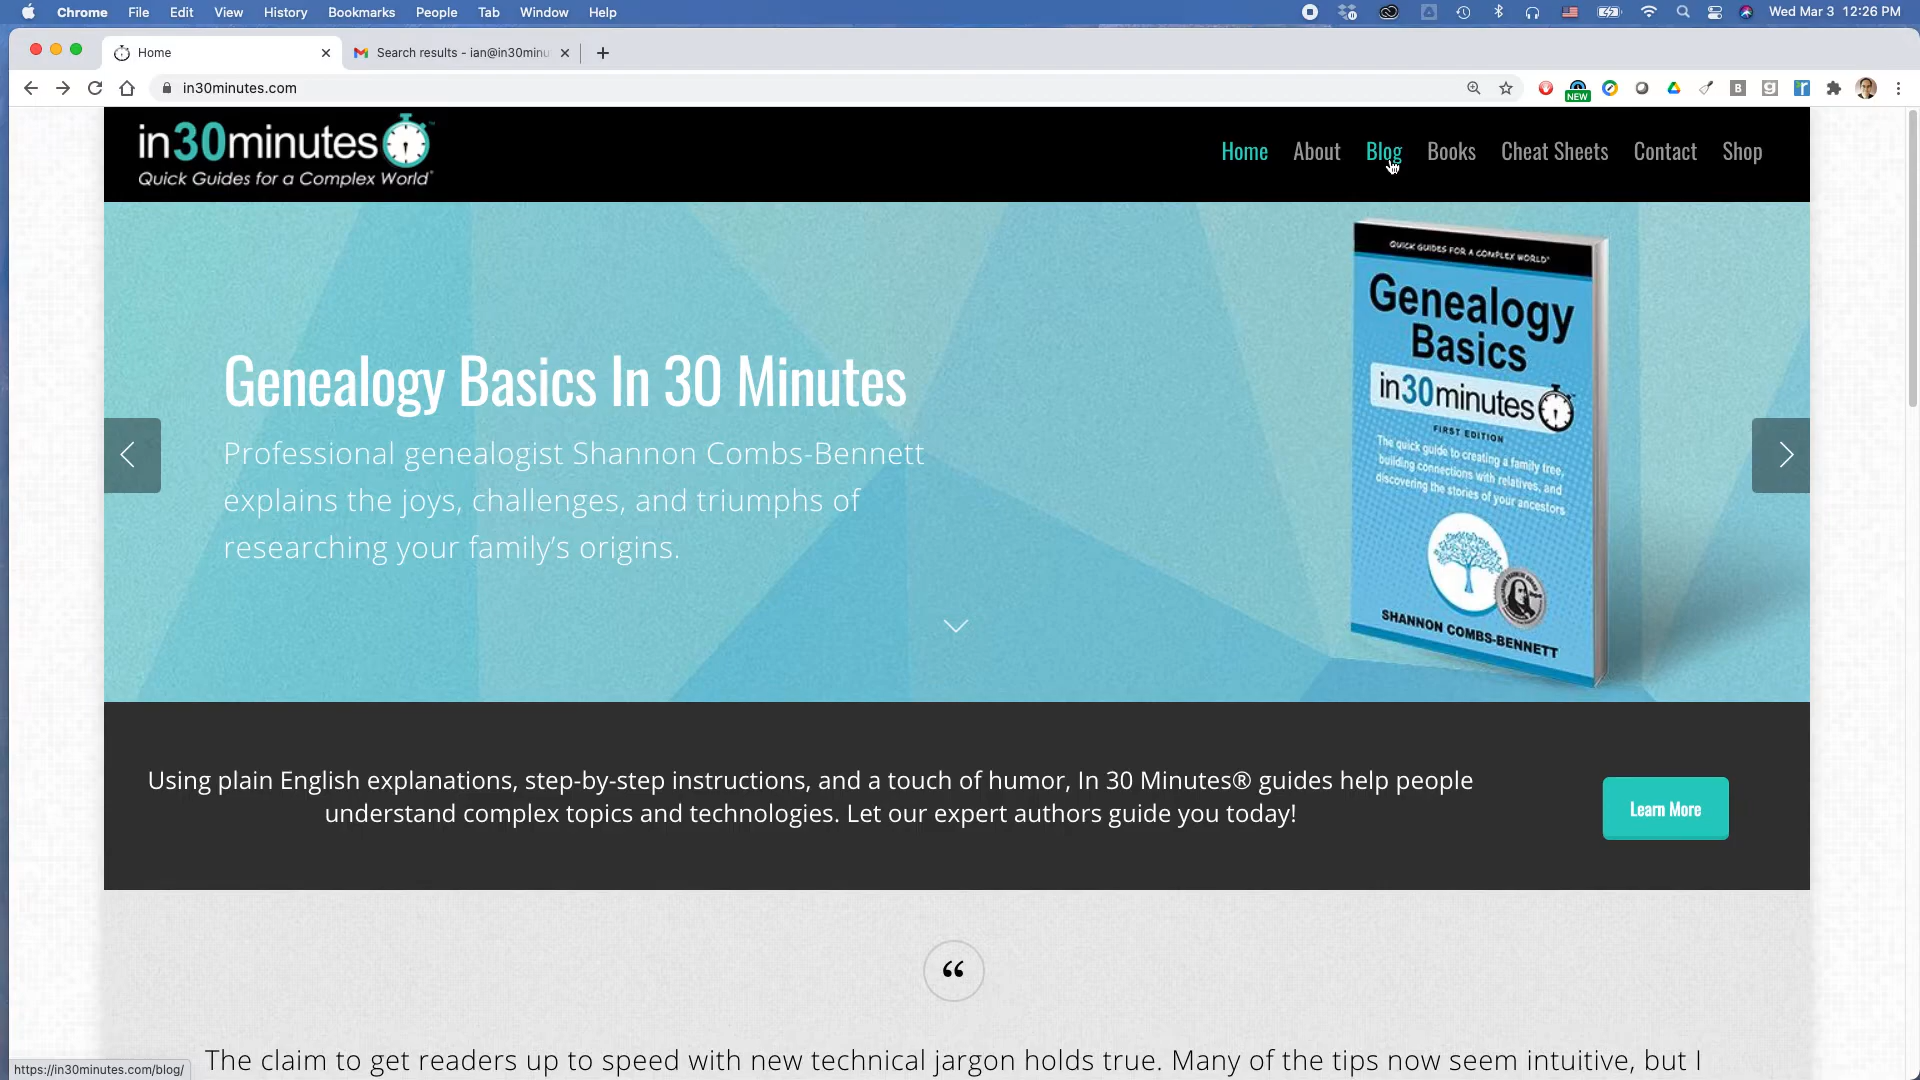 Chrome File Edit View History Bookmarks People Tab Window Help
Wed Mar 3 12:26 PM
Home
Search results - ian@in30minu
in30minutes.com
NEW
in30minutes™
Quick Guides for a Complex World®
Home About Blog Books Cheat Sheets Contact Shop
QUICK GUIDES FOR A COMPLEX WORLD®
Genealogy
Basics
in30minutes
FIRST EDITION
The quick guide to creating a family tree,
building connections with relatives, and
discovering the stories of your ancestors
SHANNON COMBS-BENNETT
Genealogy Basics In 30 Minutes
Professional genealogist Shannon Combs-Bennett
explains the joys, challenges, and triumphs of
researching your family’s origins.
Using plain English explanations, step-by-step instructions, and a touch of humor, In 30 Minutes® guides help people
understand complex topics and technologies. Let our expert authors guide you today!
Learn More
“
The claim to get readers up to speed with new technical jargon holds true. Many of the tips now seem intuitive, but I
https://in30minutes.com/blog/